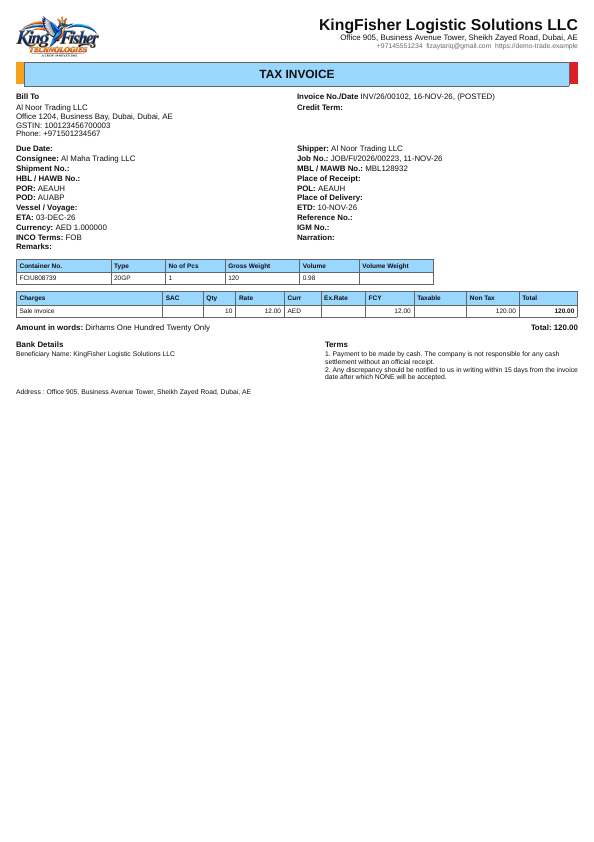 King Fisher
TECHNOLOGIES
KingFisher Logistic Solutions LLC
Office 905, Business Avenue Tower, Sheikh Zayed Road, Dubai, AE
+97145551234 fizaytariq@gmail.com https://demo-trade.example
TAX INVOICE
Bill To
Al Noor Trading LLC
Office 1204, Business Bay, Dubai, Dubai, AE
GSTIN: 100123456700003
Phone: +971501234567
Invoice No./Date INV/26/00102, 16-NOV-26, (POSTED)
Credit Term:
Due Date:
Consignee: Al Maha Trading LLC
Shipment No.:
HBL / HAWB No.:
POR: AEAUH
POD: AUABP
Vessel / Voyage:
ETA: 03-DEC-26
Currency: AED 1.000000
INCO Terms: FOB
Remarks:
Shipper: Al Noor Trading LLC
Job No.: JOB/FI/2026/00223, 11-NOV-26
MBL / MAWB No.: MBL128932
Place of Receipt:
POL: AEAUH
Place of Delivery:
ETD: 10-NOV-26
Reference No.:
IGM No.:
Narration:
Container No. Type No of Pcs Gross Weight Volume Volume Weight
FCIU808739 20GP 1 120 0.98
Charges SAC Qty Rate Curr Ex.Rate FCY Taxable Non Tax Total
Sale invoice 10 12.00 AED 12.00 120.00 120.00
Amount in words: Dirhams One Hundred Twenty Only
Total: 120.00
Bank Details
Beneficiary Name: KingFisher Logistic Solutions LLC
Terms
1. Payment to be made by cash. The company is not responsible for any cash
settlement without an official receipt.
2. Any discrepancy should be notified to us in writing within 15 days from the invoice
date after which NONE will be accepted.
Address : Office 905, Business Avenue Tower, Sheikh Zayed Road, Dubai, AE